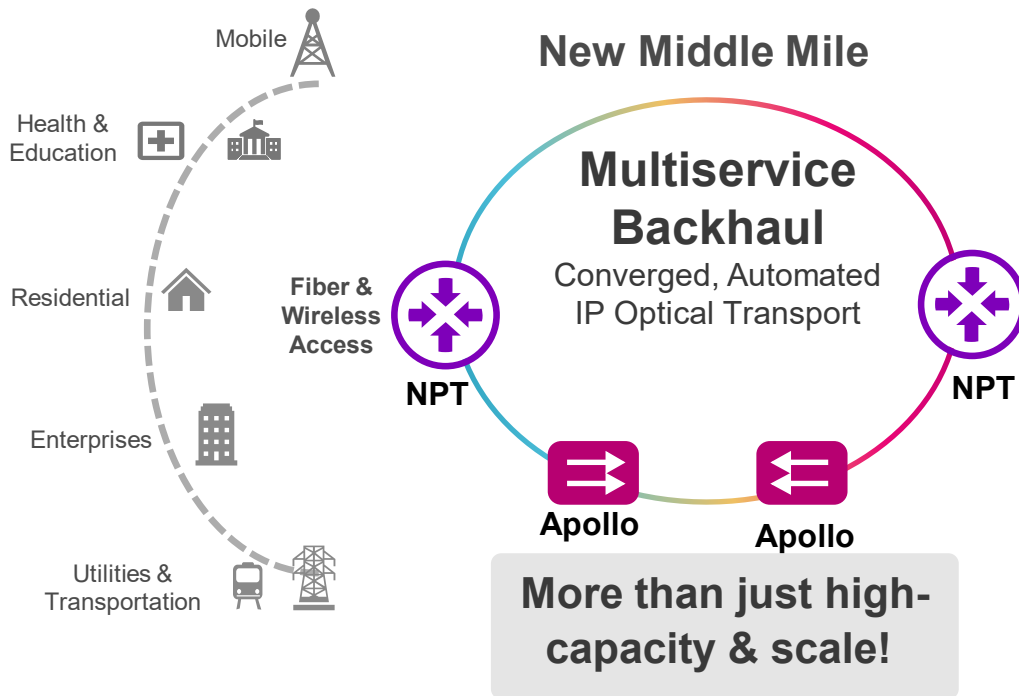 Mobile
New Middle Mile
Health &
Education
Multiservice
Backhaul
Converged, Automated
IP Optical Transport
Residential
Fiber &
Wireless
Access
NPT
NPT
Enterprises
Apollo
Apollo
Utilities &
Transportation
More than just high-
capacity & scale!